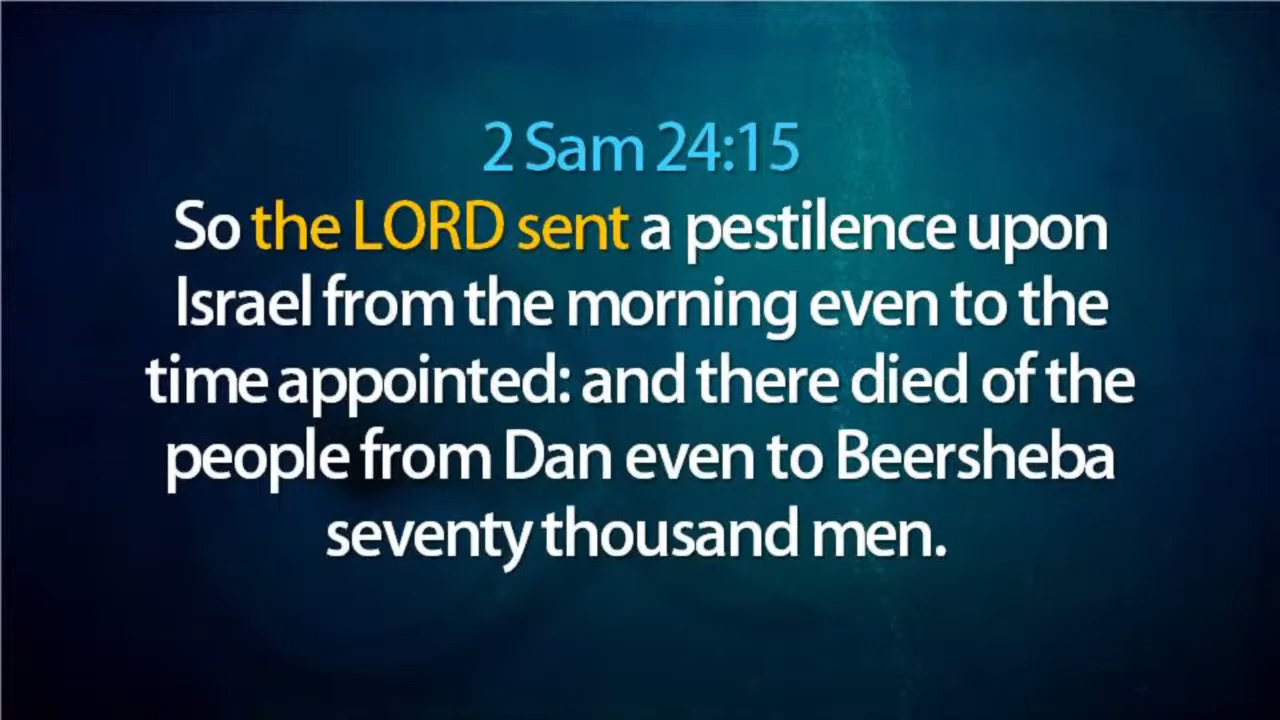 2 Sam 24:15
So the LORD sent a pestilence upon
Israel from the morning even to the
time appointed: and there died of the
people from Dan even to Beersheba
seventy thousand men.